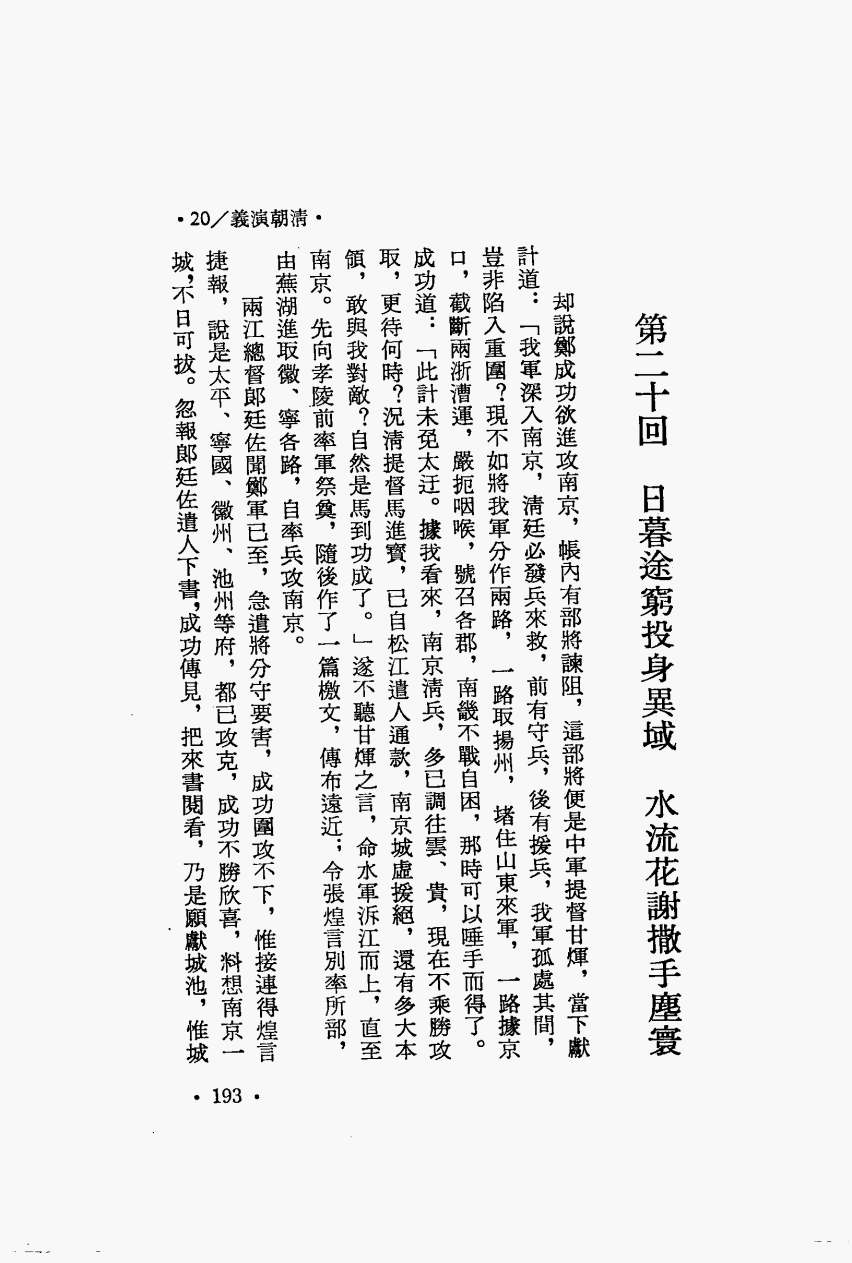 •20／義演朝清•
第二十回　日暮途窮投身異域　水流花謝撒手塵寰
却說鄭成功欲進攻南京，帳內有部將諫阻，這部將便是中軍提督甘煇，當下獻
計道：「我軍深入南京，清廷必發兵來救，前有守兵，後有援兵，我軍孤處其間，
豈非陷入重圍？現不如將我軍分作兩路，一路取揚州，堵住山東來軍，一路據京
口，截斷兩浙漕運，嚴扼咽喉，號召各郡，南畿不戰自困，那時可以唾手而得了。
成功道：「此計未免太迂。據我看來，南京清兵，多已調往雲、貴，現在不乘勝攻
取，更待何時？況清提督馬進寶，已自松江遣人通款，南京城虛援絕，還有多大本
領，敢與我對敵？自然是馬到功成了。」遂不聽甘煇之言，命水軍泝江而上，直至
南京。先向孝陵前率軍祭奠，隨後作了一篇檄文，傳布遠近；令張煌言別率所部，
由蕪湖進取徽、寧各路，自率兵攻南京。
兩江總督郎廷佐聞鄭軍已至，急遣將分守要害，成功圍攻不下，惟接連得煌言
捷報，說是太平、寧國、徽州、池州等府，都已攻克，成功不勝欣喜，料想南京一
城，不日可拔。忽報郎廷佐遣人下書，成功傳見，把來書閱看，乃是願獻城池，惟城
•193•